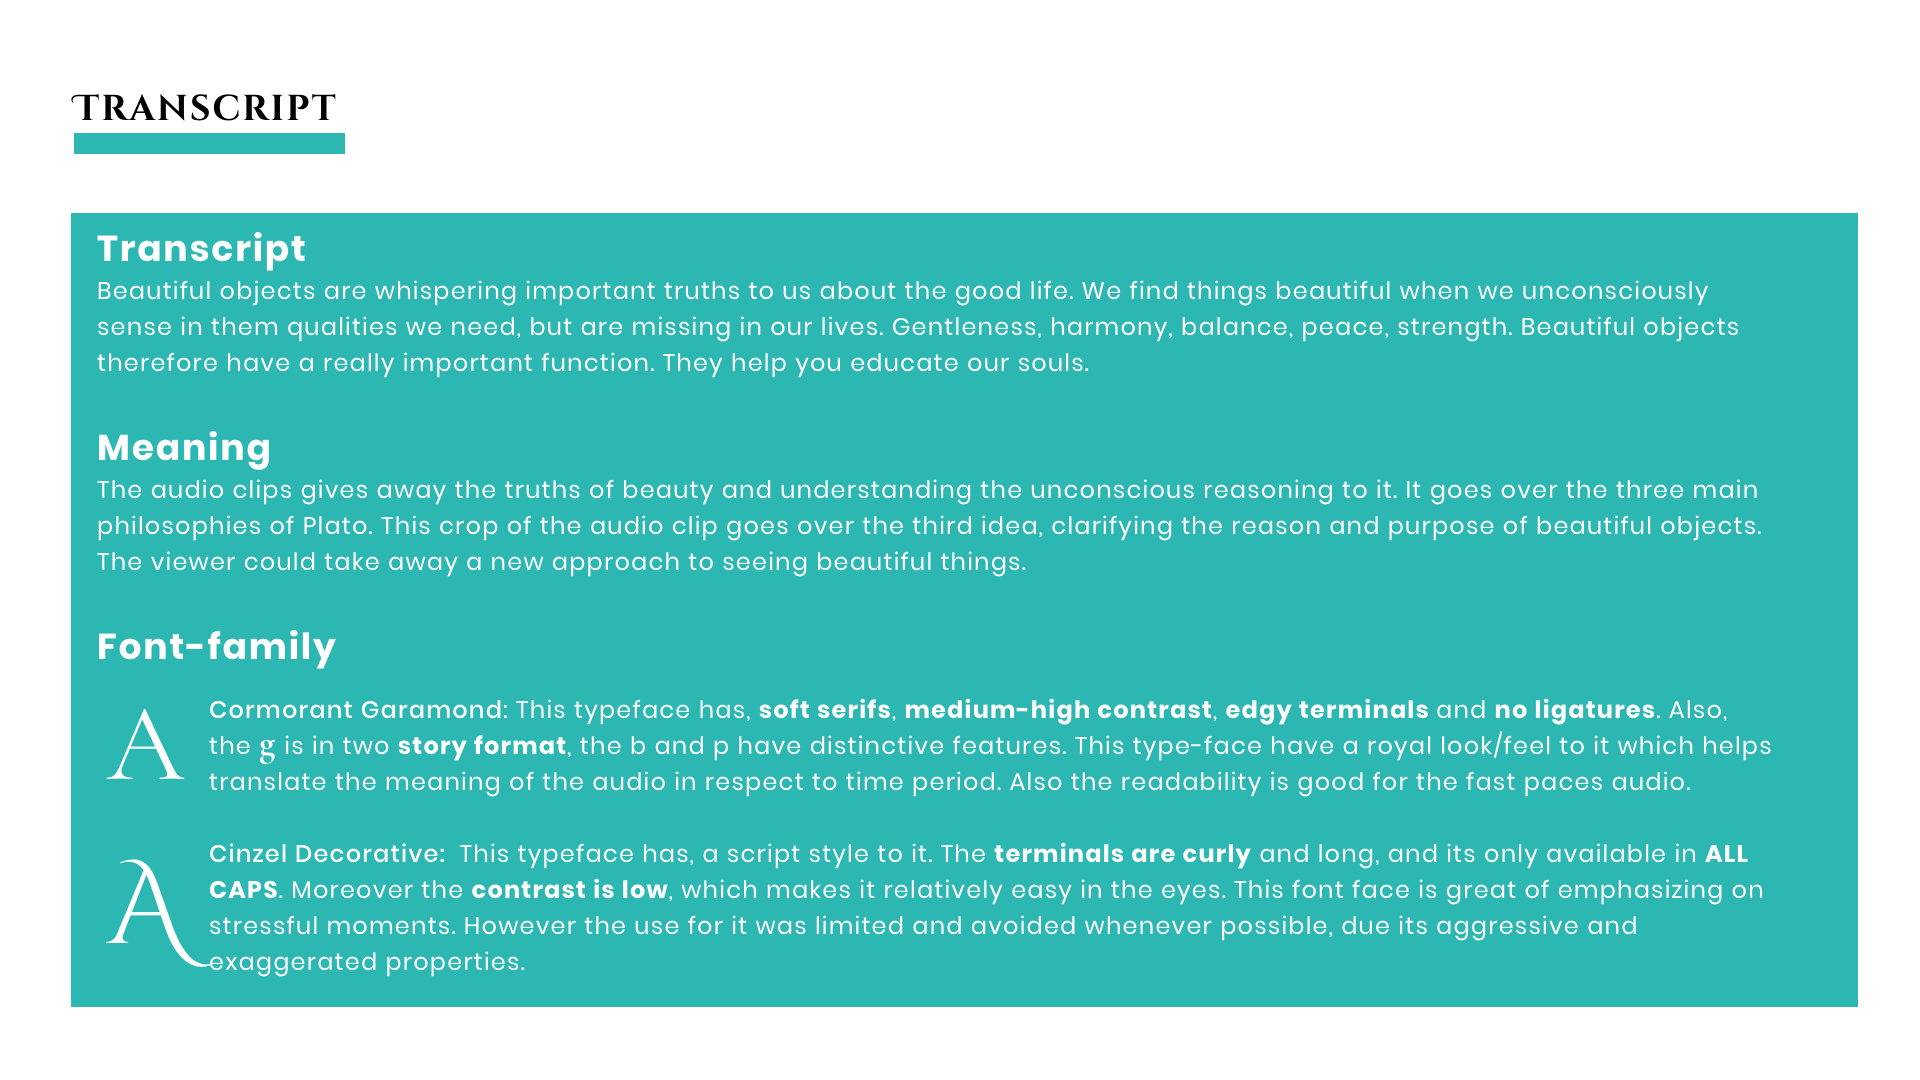 TRANSCRIPT
Transcript
Beautiful objects are whispering important truths to us about the good life. We find things beautiful when we unconsciously
sense in them qualities we need, but are missing in our lives. Gentleness, harmony, balance, peace, strength. Beautiful objects
therefore have a really important function. They help you educate our souls.
Meaning
The audio clips gives away the truths of beauty and understanding the unconscious reasoning to it. It goes over the three main
philosophies of Plato. This crop of the audio clip goes over the third idea, clarifying the reason and purpose of beautiful objects.
The viewer could take away a new approach to seeing beautiful things.
Font-family
A
Cormorant Garamond: This typeface has, soft serifs, medium-high contrast, edgy terminals and no ligatures. Also,
the g is in two story format, the b and p have distinctive features. This type-face have a royal look/feel to it which helps
translate the meaning of the audio in respect to time period. Also the readability is good for the fast paces audio.
A
Cinzel Decorative:  This typeface has, a script style to it. The terminals are curly and long, and its only available in ALL
CAPS. Moreover the contrast is low, which makes it relatively easy in the eyes. This font face is great of emphasizing on
stressful moments. However the use for it was limited and avoided whenever possible, due its aggressive and
exaggerated properties.